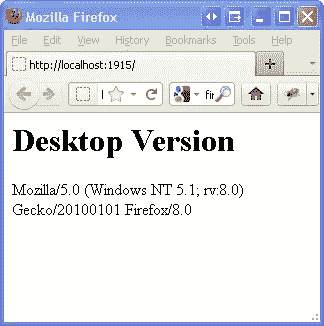 Mozilla Firefox
File Edit View History Bookmarks Tools Help
http://localhost:1915/
Desktop Version
Mozilla/5.0 (Windows NT 5.1; rv:8.0)
Gecko/20100101 Firefox/8.0